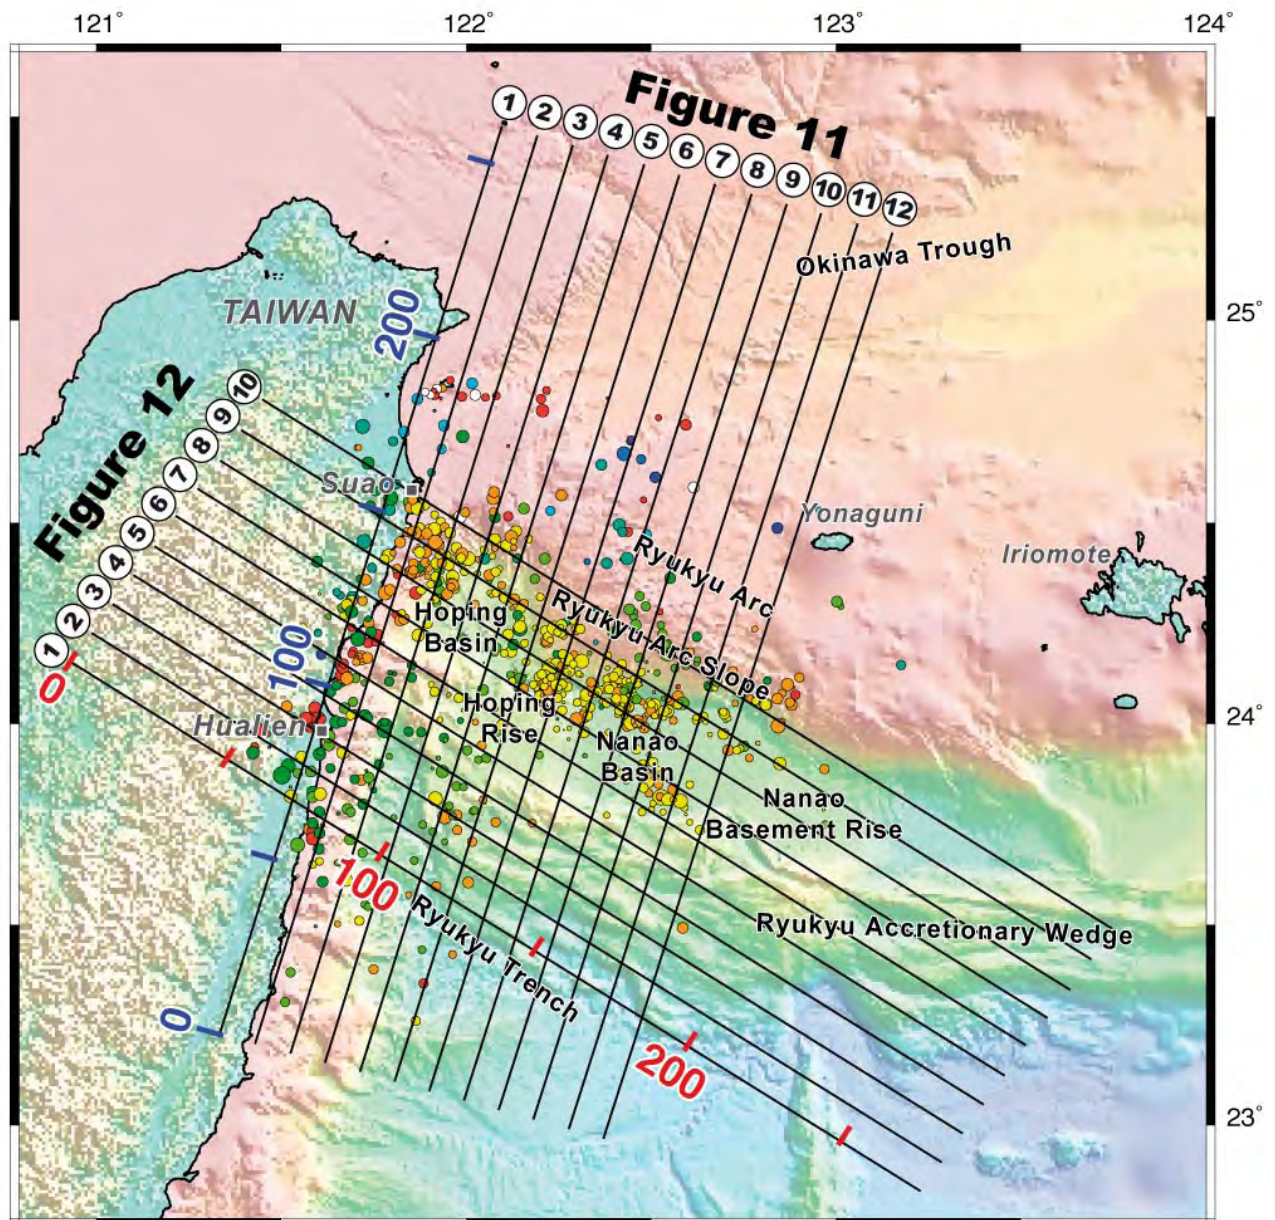 121°
122°
123°
124°
Figure 11
1
2
3
4
5
6
7
8
9
10
11
12
Okinawa Trough
TAIWAN
200
25°
Figure 12
10
9
8
7
6
5
4
3
2
1
Suao
Yonaguni
Iriomote
Ryukyu Arc
Hoping
Basin
Ryukyu Arc Slope
100
0
Hualien
Hoping
Rise
24°
Nanao
Basin
Nanao
Basement Rise
100
Ryukyu Trench
Ryukyu Accretionary Wedge
0
200
23°